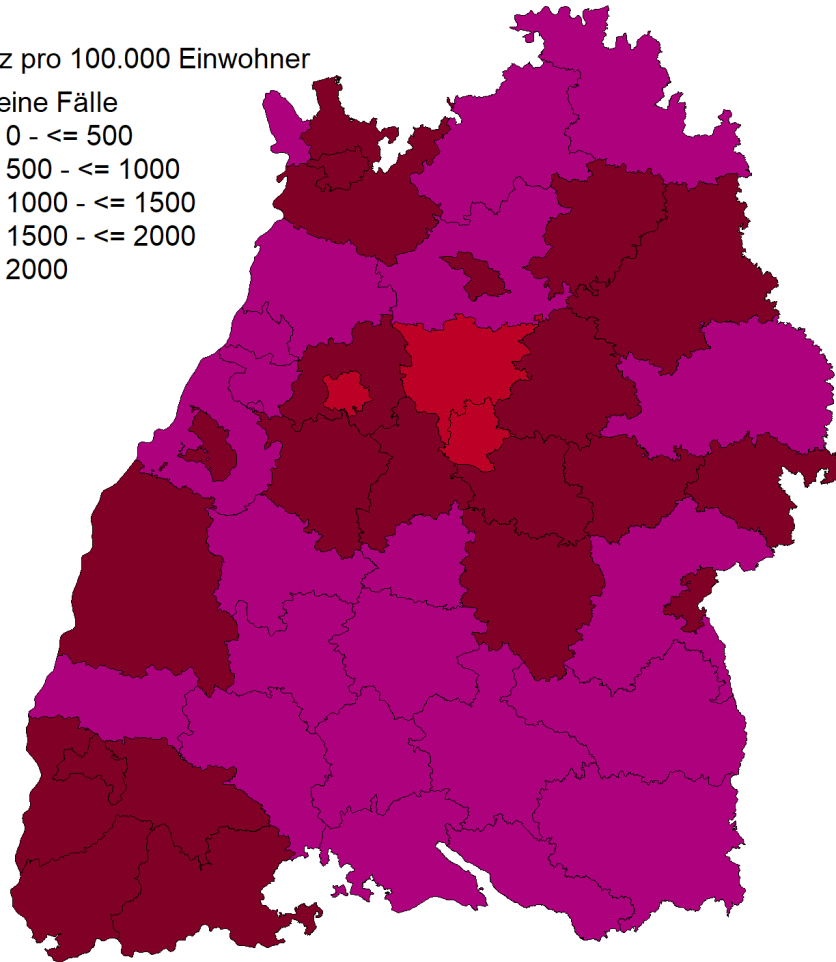 z pro 100.000 Einwohner
eine Fälle
0 - <= 500
500 - <= 1000
1000 - <= 1500
1500 - <= 2000
2000